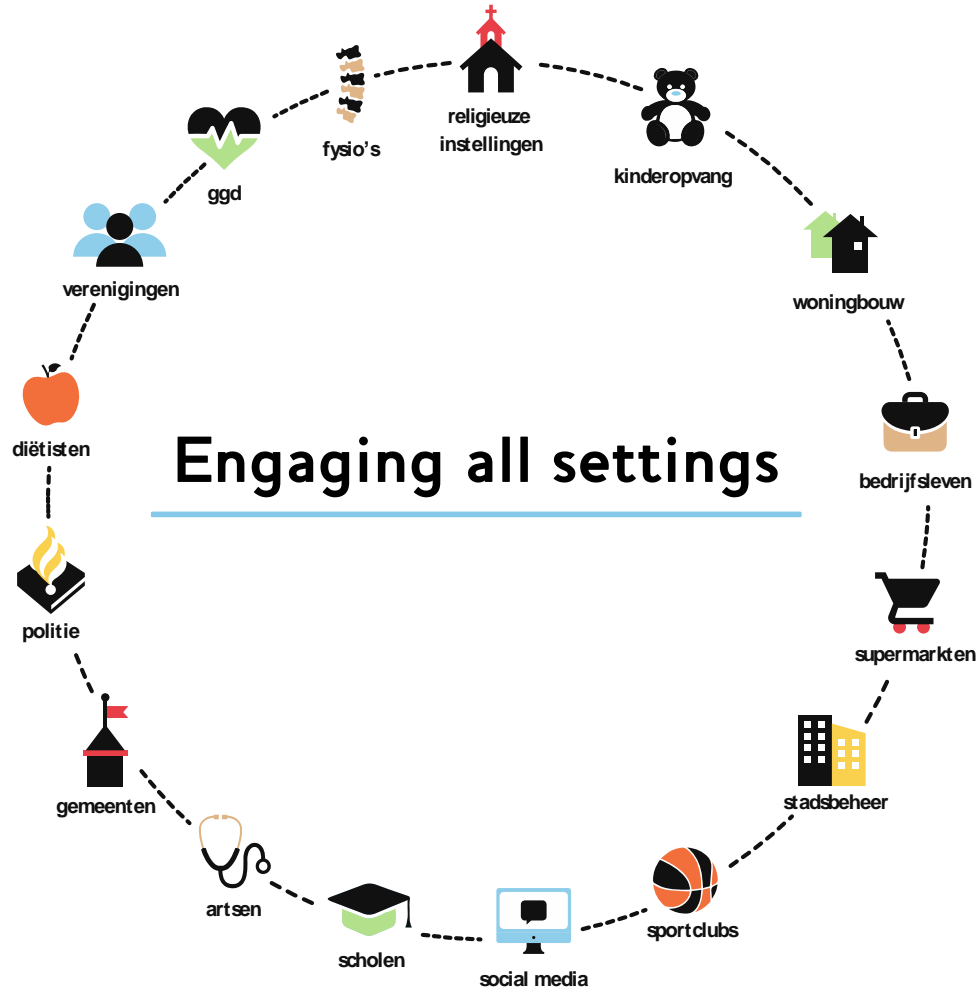 religieuze
instellingen
fysio's
kinderopvang
ggd
verenigingen
woningbouw
diëtisten
Engaging all settings
bedrijfsleven
politie
supermarkten
gemeenten
stadsbeheer
artsen
sportclubs
scholen
social media